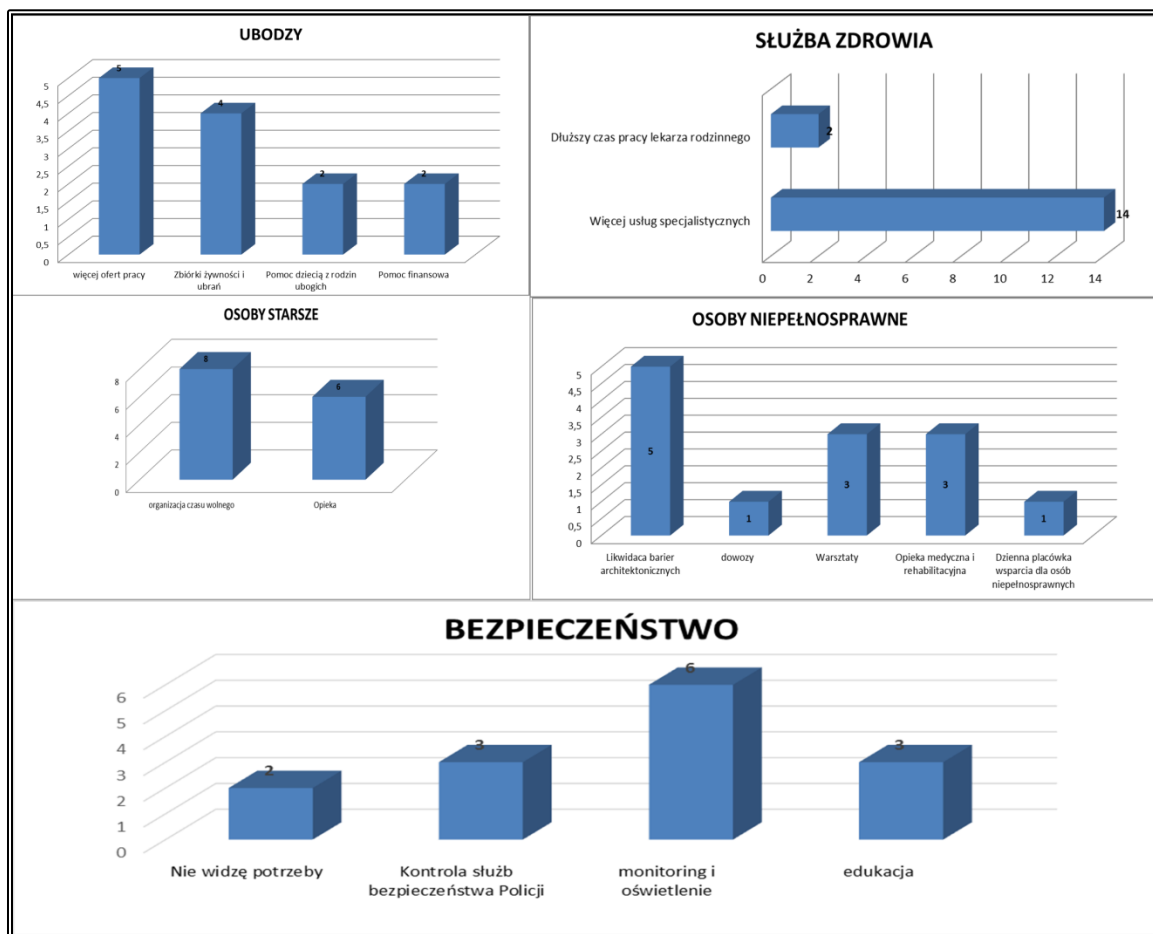 UBODZY
5
4,5
4
3,5
3
2,5
2
1,5
1
0,5
0
5
4
2
2
więcej ofert pracy
Zbiórki żywności i
ubrań
Pomoc dziecią z rodzin
ubogich
Pomoc finansowa
SŁUŻBA ZDROWIA
Dłuższy czas pracy lekarza rodzinnego
2
Więcej usług specjalistycznych
14
0 2 4 6 8 10 12 14
OSOBY STARSZE
8
6
4
2
0
8
6
organizacja czasu wolnego
Opieka
OSOBY NIEPEŁNOSPRAWNE
5
4,5
4
3,5
3
2,5
2
1,5
1
0,5
0
5
1
3
3
1
Likwidaca barier
architektonicznych
dowozy
Warsztaty
Opieka medyczna i
rehabilitacyjna
Dzienna placówka
wsparcia dla osób
niepełnosprawnych
BEZPIECZEŃSTWO
6
5
4
3
2
1
0
2
3
6
3
Nie widzę potrzeby
Kontrola służb
bezpieczeństwa Policji
monitoring i
oświetlenie
edukacja